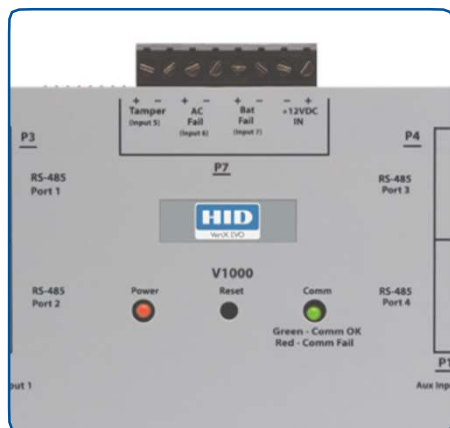 + − + − + − − +
Tamper AC Bat +12VDC
(Input 5) Fail Fail IN
(Input 6) (Input 7)
P3
P7
P4
RS-485
Port 1
RS-485
Port 3
HID
VertX EVO
V1000
RS-485
Port 2
Power Reset Comm
RS-485
Port 4
Green - Comm OK
Red - Comm Fail
put 1
P1
Aux Inp